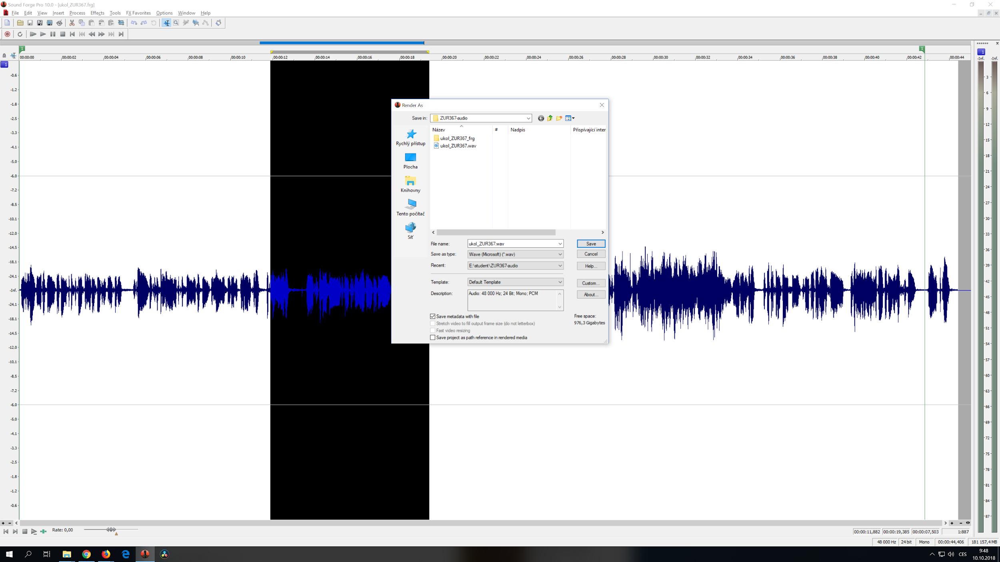 Sound Forge Pro 10.0 - [ukol_ZUR367.frg]
File Edit View Insert Process Effects Tools FX Favorites Options Window Help
1 1 1
00:00:00 00:00:02 00:00:04 00:00:06 00:00:08 00:00:10 00:00:12 00:00:14 00:00:16 00:00:18 00:00:20 00:00:22 00:00:24 00:00:26 00:00:28 00:00:30 00:00:32 00:00:34 00:00:36 00:00:38 00:00:40 00:00:42 00:00:44
-Inf. -Inf.
1
-0,6
-1,2
-1,8
-2,5
-3,3
-4,1
-5,0
-6,0
-7,2
-8,5
-10,1
-12,0
-14,5
-18,1
-24,1
-Inf.
-24,1
-18,1
-14,5
-12,0
-10,1
-8,5
-7,2
-6,0
-5,0
-4,1
-3,3
-2,5
-1,8
-1,2
-0,6
Render As
Save in: ZUR367-audio
Rychlý přístup
Plocha
Knihovny
Tento počítač
Síť
Název # Nadpis Přispívající inter
ukol_ZUR367_frg
ukol_ZUR367.wav
File name: ukol_ZUR367.wav Save
Save as type: Wave (Microsoft) (*.wav) Cancel
Recent: E:\student\ZUR367-audio Help...
Template: Default Template Custom...
Description: Audio: 48 000 Hz; 24 Bit; Mono; PCM About...
Save metadata with file
Stretch video to fill output frame size (do not letterbox)
Fast video resizing
Save project as path reference in rendered media
Free space:
976,3 Gigabytes
3
6
9
12
15
18
21
24
27
30
33
36
39
42
45
48
51
54
57
60
63
66
69
72
75
78
81
84
87
Rate: 0,00
00:00:11,882 00:00:19,385 00:00:07,503 1:887
48 000 Hz 24 bit Mono 00:00:44,406 181 157,4 MB
CES
9:48
10.10.2018